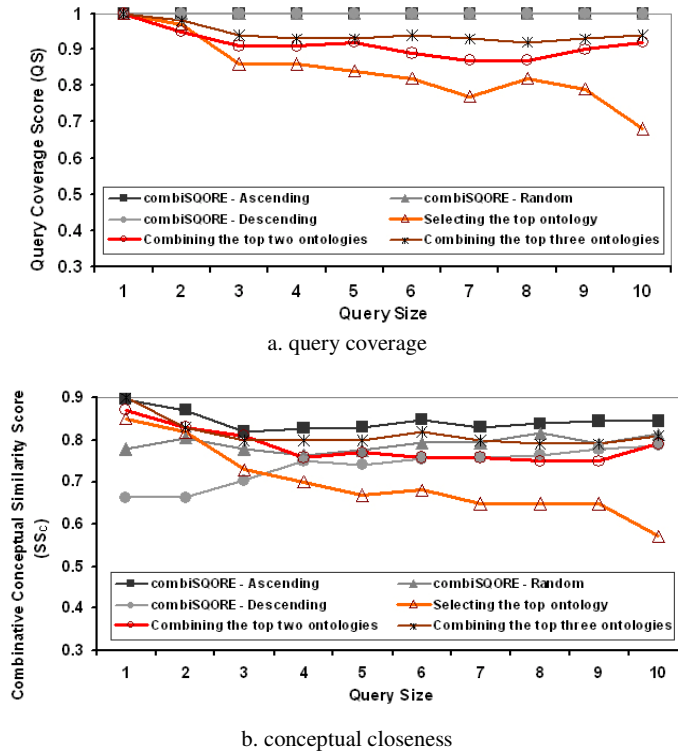 1
0.9
0.8
0.7
0.6
0.5
0.4
0.3
Query Coverage Score (QS)
combiSQORE - Ascending
combiSQORE - Random
combiSQORE - Descending
Selecting the top ontology
Combining the top two ontologies
Combining the top three ontologies
1 2 3 4 5 6 7 8 9 10
Query Size
a. query coverage
0.9
0.8
0.7
0.6
0.5
0.4
0.3
Combinative Conceptual Similarity Score
(SSc)
combiSQORE - Ascending
combiSQORE - Random
combiSQORE - Descending
Selecting the top ontology
Combining the top two ontologies
Combining the top three ontologies
1 2 3 4 5 6 7 8 9 10
Query Size
b. conceptual closeness